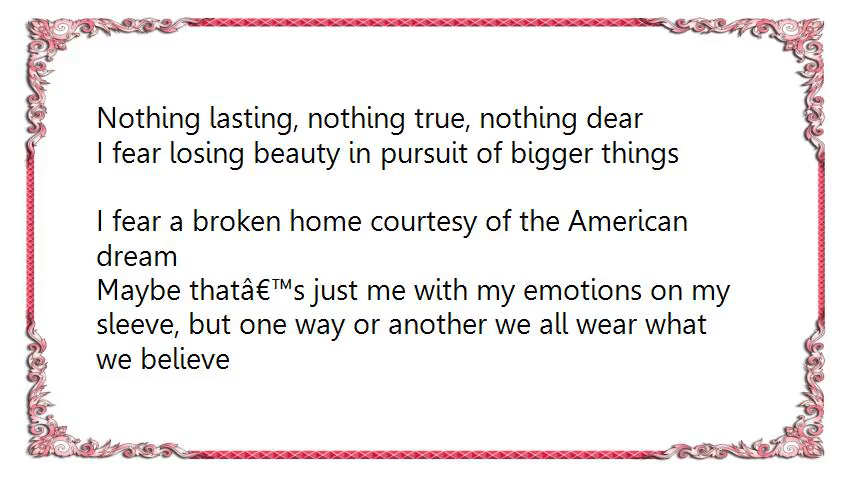 Nothing lasting, nothing true, nothing dear
I fear losing beauty in pursuit of bigger things
I fear a broken home courtesy of the American
dream
Maybe thatâ€™s just me with my emotions on my
sleeve, but one way or another we all wear what
we believe